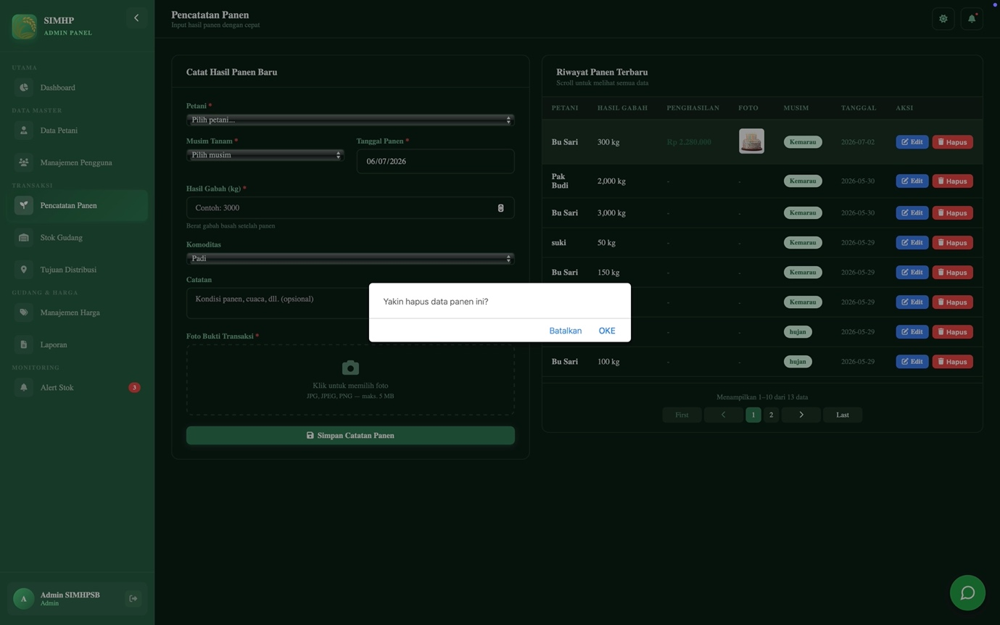 SIMHP
ADMIN PANEL
UTAMA
Dashboard
DATA MASTER
Data Petani
Manajemen Pengguna
TRANSAKSI
Pencatatan Panen
Stok Gudang
Tujuan Distribusi
GUDANG & HARGA
Manajemen Harga
Laporan
MONITORING
Alert Stok 3
A Admin SIMHPSB
Admin
Pencatatan Panen
Input hasil panen dengan cepat
Catat Hasil Panen Baru
Petani *
Pilih petani...
Musim Tanam * Tanggal Panen *
Pilih musim 06/07/2026
Hasil Gabah (kg) *
Contoh: 3000
Berat gabah basah setelah panen
Komoditas
Padi
Catatan
Kondisi panen, cuaca, dll. (opsional)
Foto Bukti Transaksi *
Klik untuk memilih foto
JPG, JPEG, PNG — maks. 5 MB
Simpan Catatan Panen
Yakin hapus data panen ini?
Batalkan OKE
Riwayat Panen Terbaru
Scroll untuk melihat semua data
PETANI HASIL GABAH PENGHASILAN FOTO MUSIM TANGGAL AKSI
Bu Sari 300 kg Rp 2.280.000 Kemarau 2026-07-02 Edit Hapus
Pak Budi 2,000 kg - - Kemarau 2026-05-30 Edit Hapus
Bu Sari 3,000 kg - - Kemarau 2026-05-30 Edit Hapus
suki 50 kg - - Kemarau 2026-05-29 Edit Hapus
Bu Sari 150 kg - - Kemarau 2026-05-29 Edit Hapus
- - Kemarau 2026-05-29 Edit Hapus
- - hujan 2026-05-29 Edit Hapus
Bu Sari 100 kg - - hujan 2026-05-29 Edit Hapus
Menampilkan 1–10 dari 13 data
First 1 2 Last